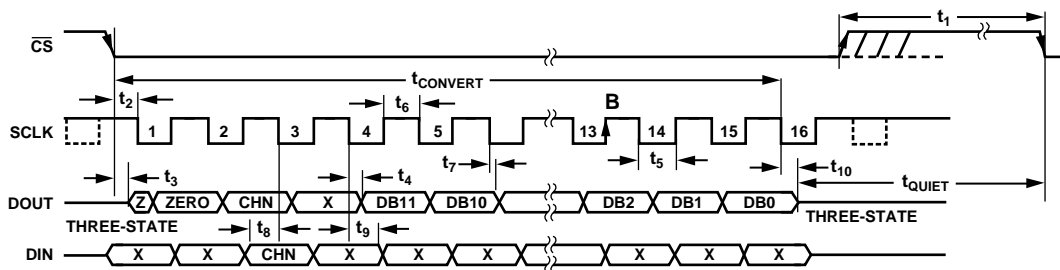 t1
CS
tCONVERT
t2 t6 B
SCLK 1 2 3 4 5 13 14 15 16
t7 t5 t10
t3 t4 tQUIET
DOUT Z ZERO CHN X DB11 DB10 DB2 DB1 DB0
THREE-STATE THREE-STATE
t8 t9
DIN X X CHN X X X X X X